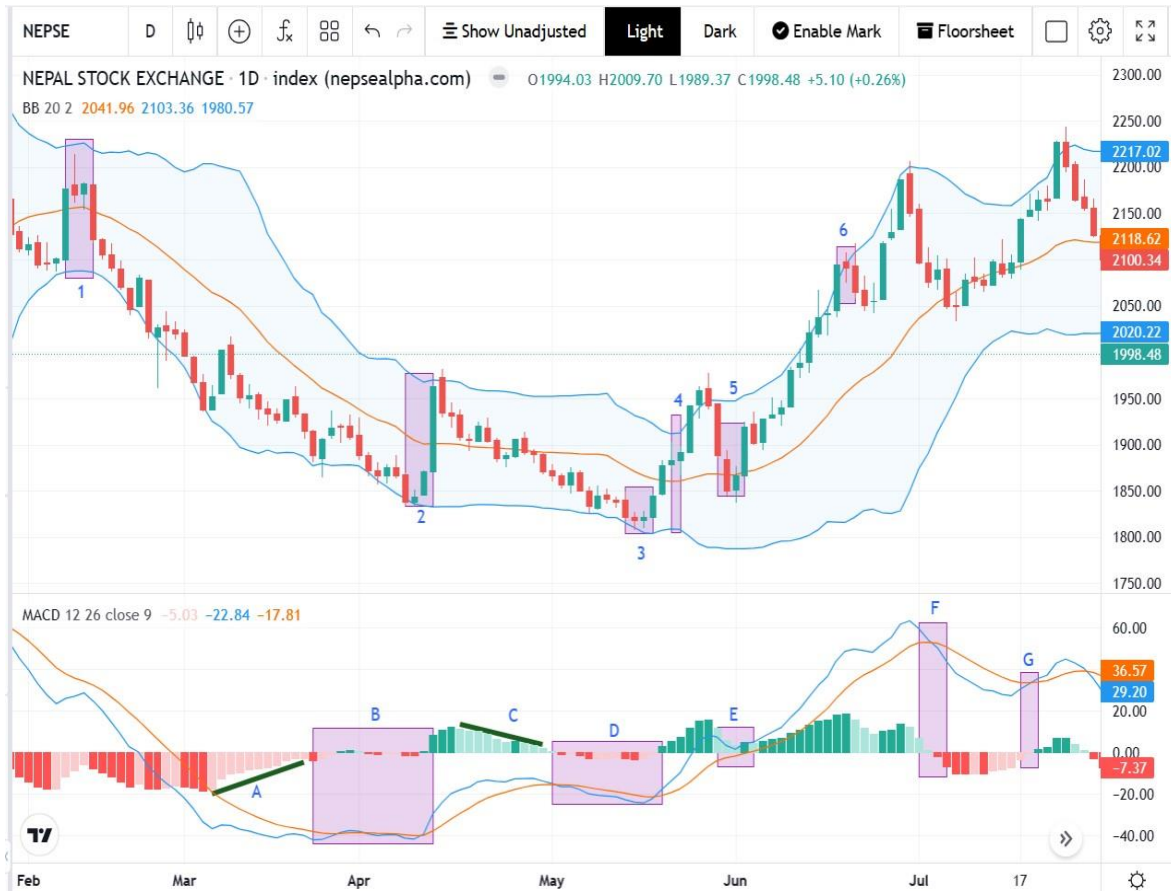 NEPSE D Show Unadjusted Light Dark Enable Mark Floorsheet
NEPAL STOCK EXCHANGE · 1D · index (nepsealpha.com) O1994.03 H2009.70 L1989.37 C1998.48 +5.10 (+0.26%)
BB 20 2 2041.96 2103.36 1980.57
2300.00
2250.00
2217.02
2200.00
2150.00
2118.62
2100.34
2050.00
2020.22
1998.48
1950.00
1900.00
1850.00
1800.00
1750.00
1
2
3
4
5
6
MACD 12 26 close 9 −5.03 −22.84 −17.81
60.00
36.57
29.20
20.00
0.00
−7.37
−20.00
−40.00
A
B
C
D
E
F
G
Feb Mar Apr May Jun Jul 17